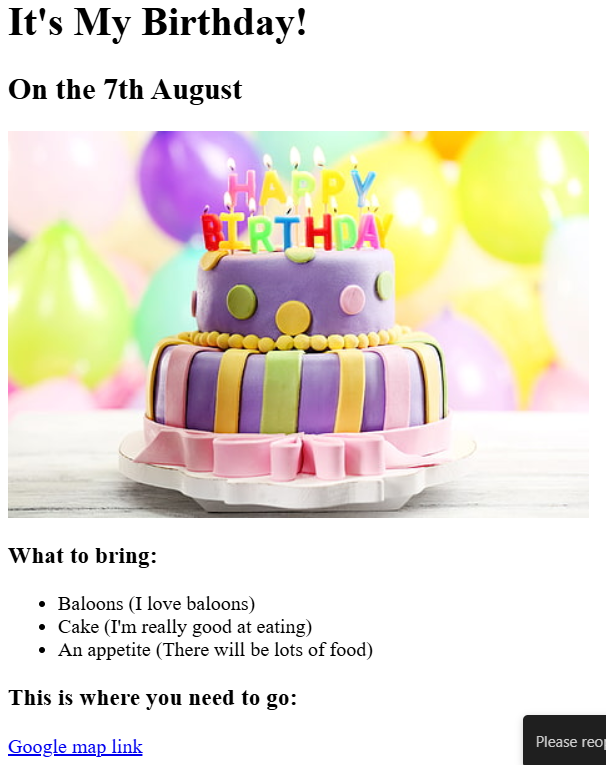 It's My Birthday!
On the 7th August
HAPPY
BIRTHDAY
What to bring:
Baloons (I love baloons)
Cake (I'm really good at eating)
An appetite (There will be lots of food)
This is where you need to go:
Google map link
Please